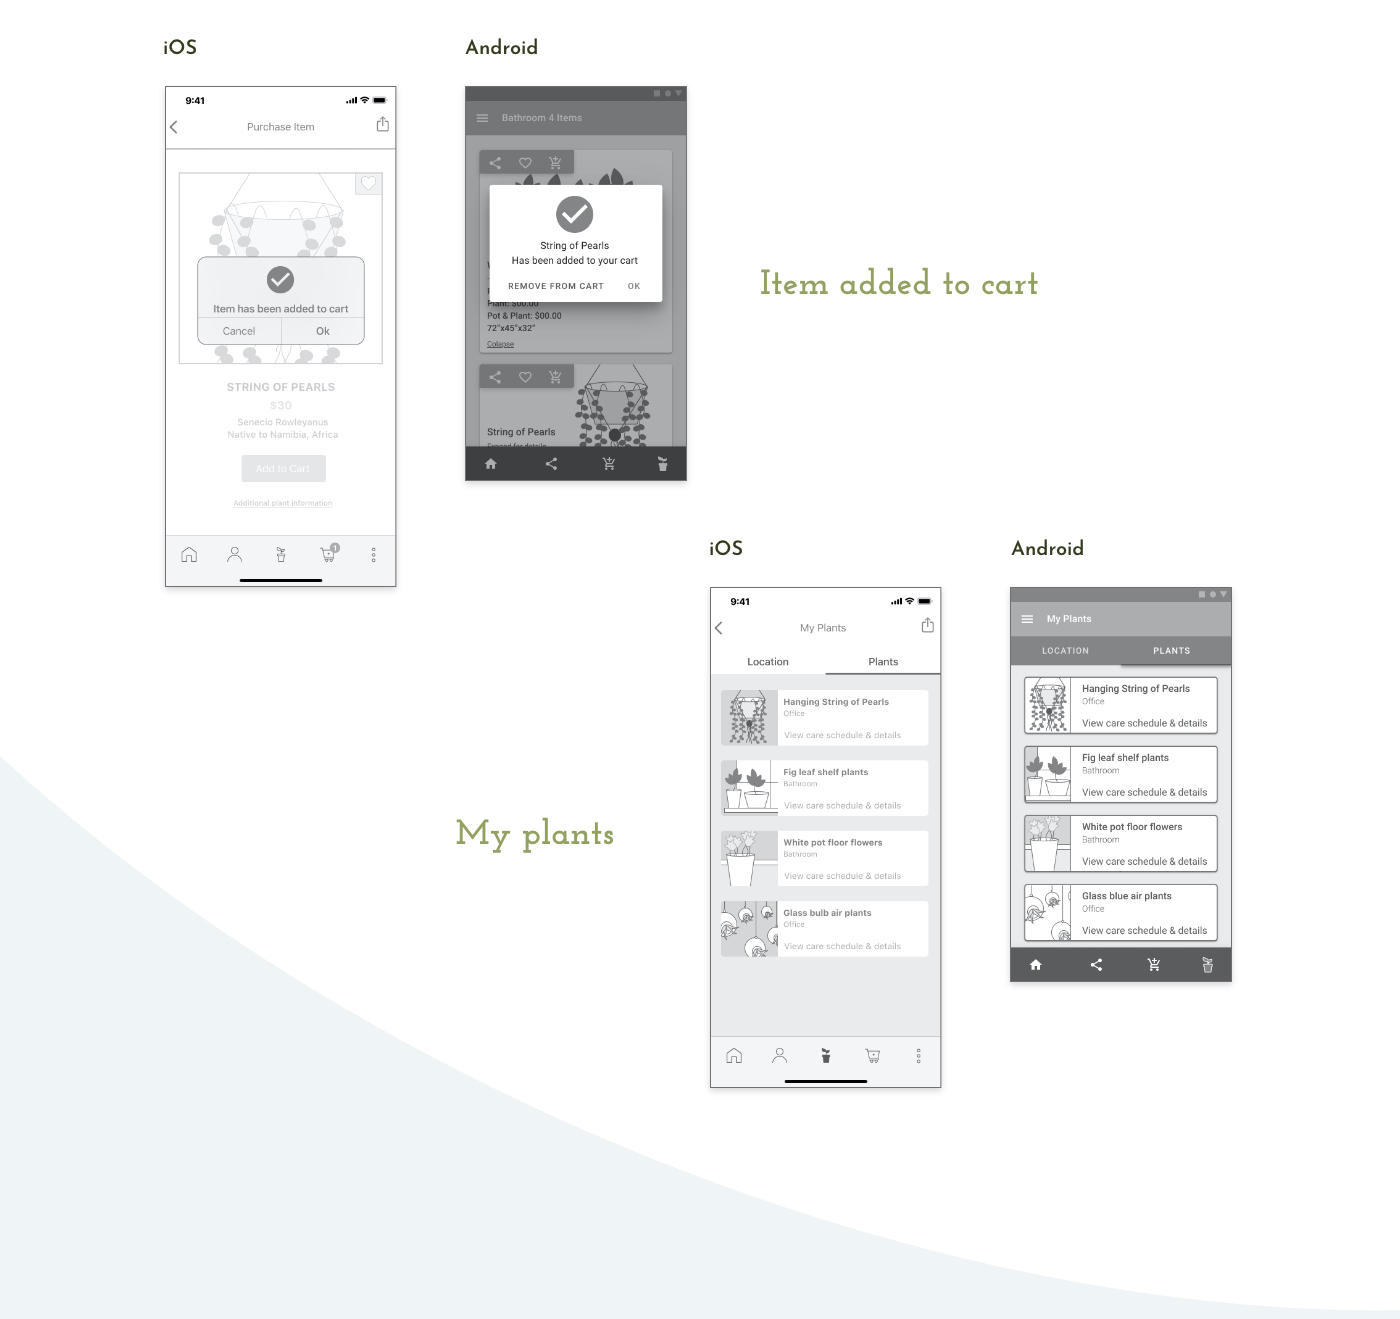 iOS
Android
9:41
Purchase Item
Item has been added to cart
Cancel
Ok
STRING OF PEARLS
$30
Senecio Rowleyanus
Native to Namibia, Africa
Add to Cart
Additional plant information
1
Bathroom 4 Items
String of Pearls
Has been added to your cart
REMOVE FROM CART
OK
Plant: $00.00
Pot & Plant: $00.00
72"x45"x32"
Colapse
String of Pearls
Item added to cart
iOS
Android
9:41
My Plants
Location
Plants
Hanging String of Pearls
Office
View care schedule & details
Fig leaf shelf plants
Bathroom
View care schedule & details
White pot floor flowers
Bathroom
View care schedule & details
Glass bulb air plants
Office
View care schedule & details
My Plants
LOCATION
PLANTS
Hanging String of Pearls
Office
View care schedule & details
Fig leaf shelf plants
Bathroom
View care schedule & details
White pot floor flowers
Bathroom
View care schedule & details
Glass blue air plants
Office
View care schedule & details
My plants